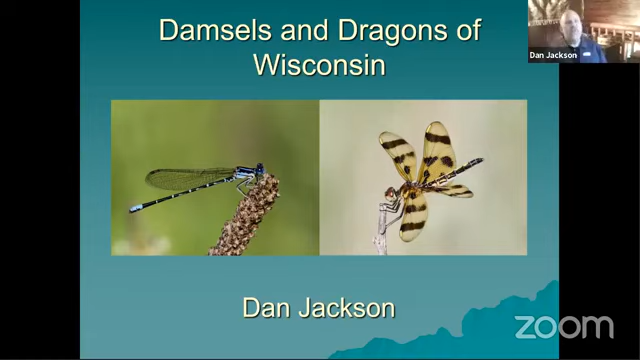 Damsels and Dragons of
Wisconsin
Dan Jackson
Dan Jackson
zoom